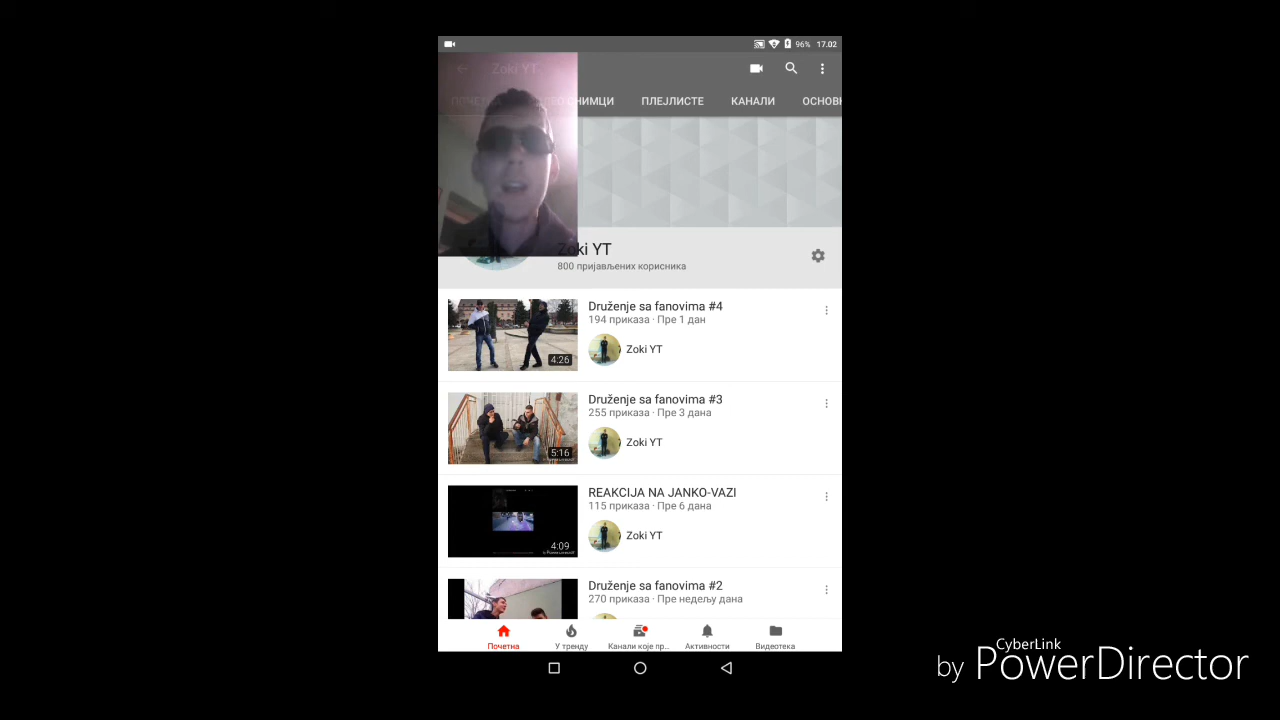 96% 17.02
Zoki YT
СНИМЦИ ПЛЕЈЛИСТЕ КАНАЛИ ОСНОВН
Zoki YT
800 пријављених корисника
Druženje sa fanovima #4
194 приказа · Пре 1 дан
Zoki YT
4:26
Druženje sa fanovima #3
255 приказа · Пре 3 дана
Zoki YT
5:16
REAKCIJA NA JANKO-VAZI
115 приказа · Пре 6 дана
Zoki YT
4:09
Druženje sa fanovima #2
270 приказа · Пре недељу дана
Почетна У тренду Канали које пр... Активности Видеотека
CyberLink
by PowerDirector